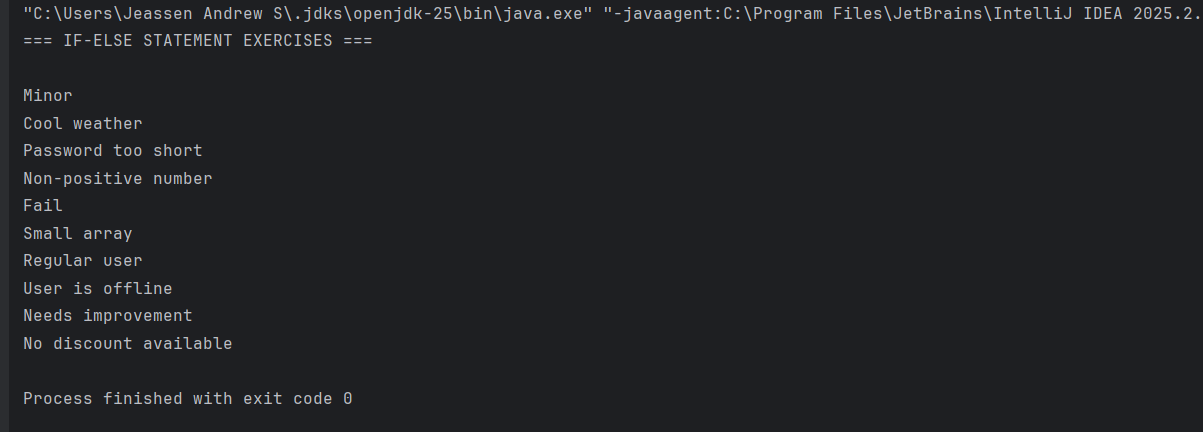 "C:\Users\Jeassen Andrew S\.jdks\openjdk-25\bin\java.exe" "-javaagent:C:\Program Files\JetBrains\IntelliJ IDEA 2025.2.
=== IF-ELSE STATEMENT EXERCISES ===
Minor
Cool weather
Password too short
Non-positive number
Fail
Small array
Regular user
User is offline
Needs improvement
No discount available
Process finished with exit code 0